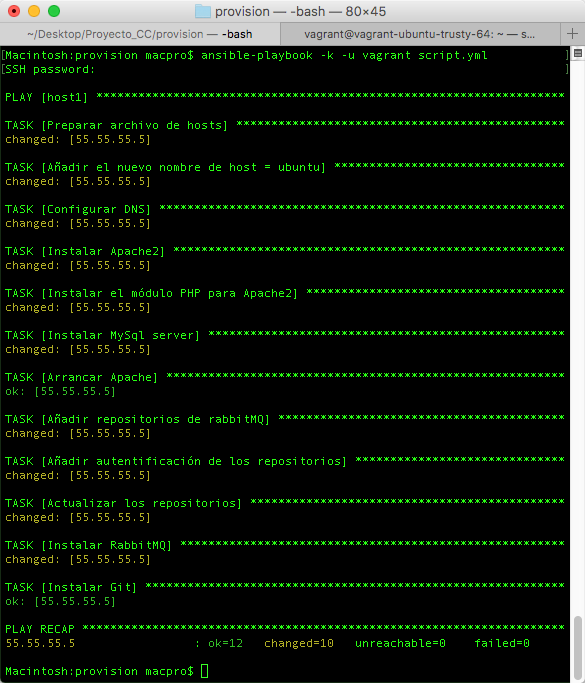 provision — -bash — 80×45
~/Desktop/Proyecto_CC/provision — -bash
vagrant@vagrant-ubuntu-trusty-64: ~ — s...
+
[Macintosh:provision macpro$ ansible-playbook -k -u vagrant script.yml ]
[SSH password: ]
PLAY [host1] *******************************************************************
TASK [Preparar archivo de hosts] ***********************************************
changed: [55.55.55.5]
TASK [Añadir el nuevo nombre de host = ubuntu] *********************************
changed: [55.55.55.5]
TASK [Configurar DNS] **********************************************************
changed: [55.55.55.5]
TASK [Instalar Apache2] ********************************************************
changed: [55.55.55.5]
TASK [Instalar el módulo PHP para Apache2] *************************************
changed: [55.55.55.5]
TASK [Instalar MySql server] ***************************************************
changed: [55.55.55.5]
TASK [Arrancar Apache] *********************************************************
ok: [55.55.55.5]
TASK [Añadir repositorios de rabbitMQ] *****************************************
changed: [55.55.55.5]
TASK [Añadir autentificación de los repositorios] ******************************
changed: [55.55.55.5]
TASK [Actualizar los repositorios] *********************************************
changed: [55.55.55.5]
TASK [Instalar RabbitMQ] *******************************************************
changed: [55.55.55.5]
TASK [Instalar Git] ************************************************************
ok: [55.55.55.5]
PLAY RECAP *********************************************************************
55.55.55.5                 : ok=12   changed=10   unreachable=0    failed=0
Macintosh:provision macpro$